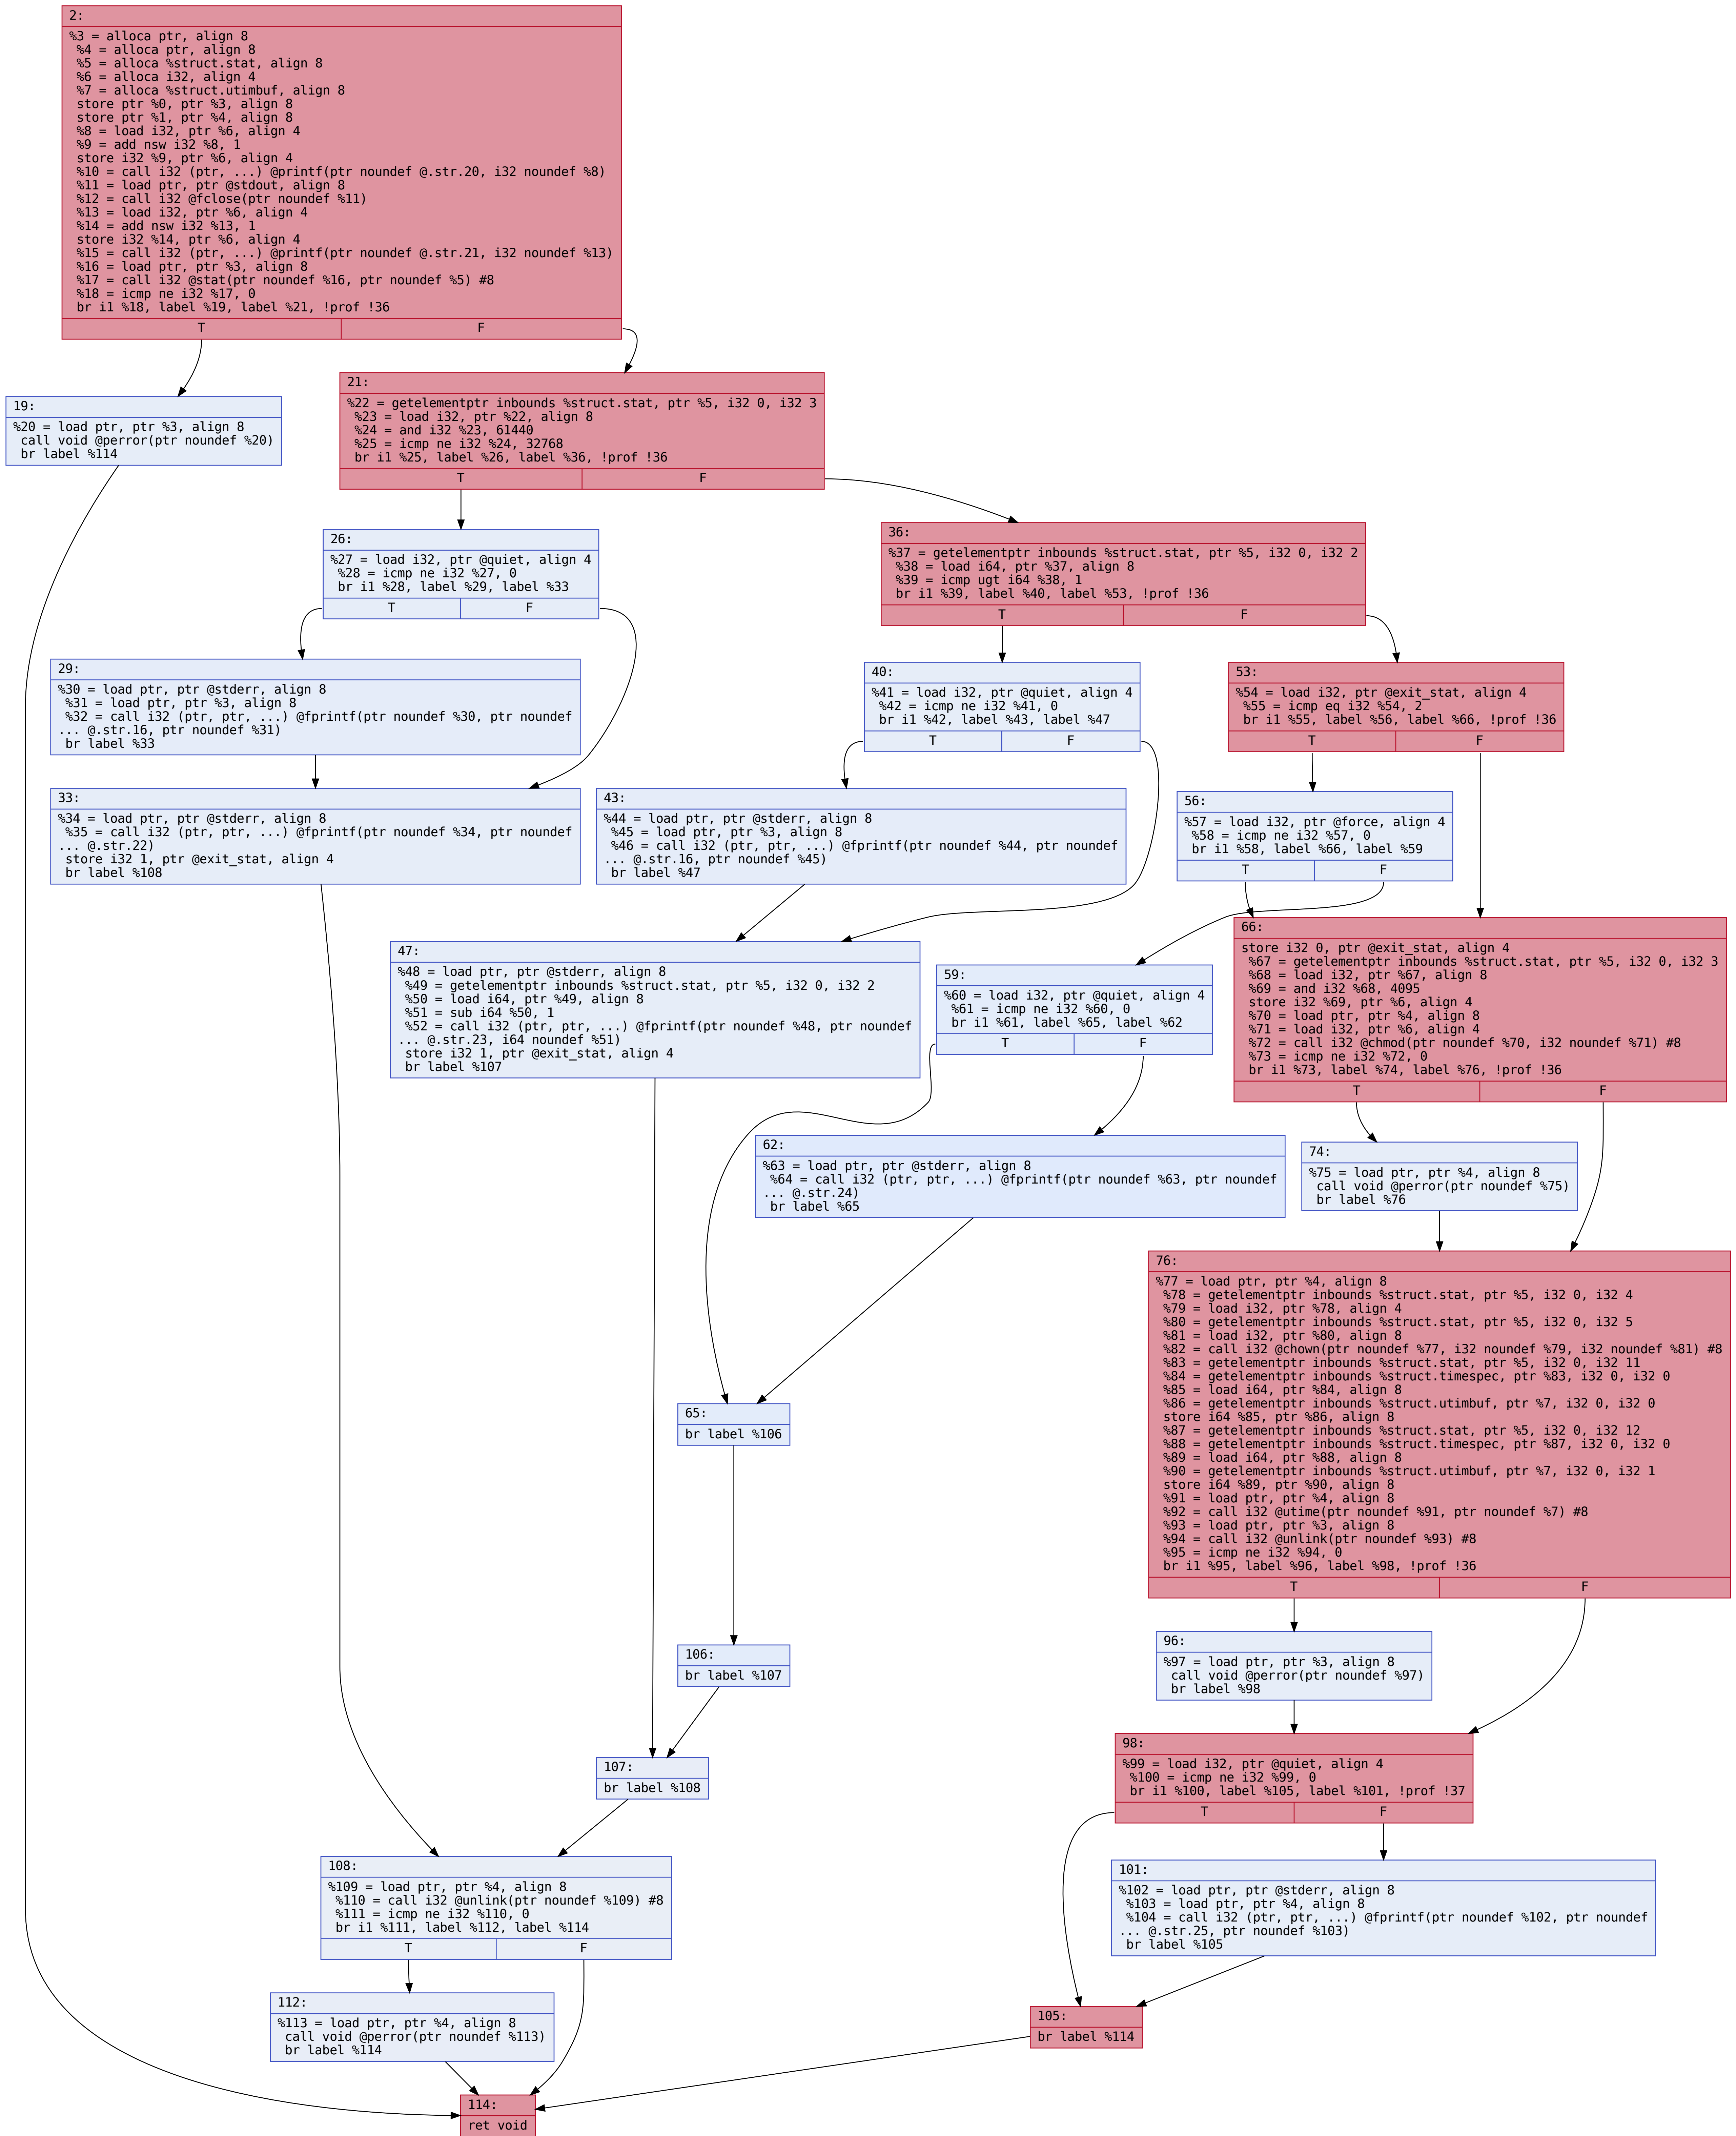 2:
%3 = alloca ptr, align 8
%4 = alloca ptr, align 8
%5 = alloca %struct.stat, align 8
%6 = alloca i32, align 4
%7 = alloca %struct.utimbuf, align 8
store ptr %0, ptr %3, align 8
store ptr %1, ptr %4, align 8
%8 = load i32, ptr %6, align 4
%9 = add nsw i32 %8, 1
store i32 %9, ptr %6, align 4
%10 = call i32 (ptr, ...) @printf(ptr noundef @.str.20, i32 noundef %8)
%11 = load ptr, ptr @stdout, align 8
%12 = call i32 @fclose(ptr noundef %11)
%13 = load i32, ptr %6, align 4
%14 = add nsw i32 %13, 1
store i32 %14, ptr %6, align 4
%15 = call i32 (ptr, ...) @printf(ptr noundef @.str.21, i32 noundef %13)
%16 = load ptr, ptr %3, align 8
%17 = call i32 @stat(ptr noundef %16, ptr noundef %5) #8
%18 = icmp ne i32 %17, 0
br i1 %18, label %19, label %21, !prof !36
T F
19:
%20 = load ptr, ptr %3, align 8
call void @perror(ptr noundef %20)
br label %114
21:
%22 = getelementptr inbounds %struct.stat, ptr %5, i32 0, i32 3
%23 = load i32, ptr %22, align 8
%24 = and i32 %23, 61440
%25 = icmp ne i32 %24, 32768
br i1 %25, label %26, label %36, !prof !36
T F
26:
%27 = load i32, ptr @quiet, align 4
%28 = icmp ne i32 %27, 0
br i1 %28, label %29, label %33
T F
36:
%37 = getelementptr inbounds %struct.stat, ptr %5, i32 0, i32 2
%38 = load i64, ptr %37, align 8
%39 = icmp ugt i64 %38, 1
br i1 %39, label %40, label %53, !prof !36
T F
29:
%30 = load ptr, ptr @stderr, align 8
%31 = load ptr, ptr %3, align 8
%32 = call i32 (ptr, ptr, ...) @fprintf(ptr noundef %30, ptr noundef
... @.str.16, ptr noundef %31)
br label %33
40:
%41 = load i32, ptr @quiet, align 4
%42 = icmp ne i32 %41, 0
br i1 %42, label %43, label %47
T F
53:
%54 = load i32, ptr @exit_stat, align 4
%55 = icmp eq i32 %54, 2
br i1 %55, label %56, label %66, !prof !36
T F
33:
%34 = load ptr, ptr @stderr, align 8
%35 = call i32 (ptr, ptr, ...) @fprintf(ptr noundef %34, ptr noundef
... @.str.22)
store i32 1, ptr @exit_stat, align 4
br label %108
43:
%44 = load ptr, ptr @stderr, align 8
%45 = load ptr, ptr %3, align 8
%46 = call i32 (ptr, ptr, ...) @fprintf(ptr noundef %44, ptr noundef
... @.str.16, ptr noundef %45)
br label %47
56:
%57 = load i32, ptr @force, align 4
%58 = icmp ne i32 %57, 0
br i1 %58, label %66, label %59
T F
47:
%48 = load ptr, ptr @stderr, align 8
%49 = getelementptr inbounds %struct.stat, ptr %5, i32 0, i32 2
%50 = load i64, ptr %49, align 8
%51 = sub i64 %50, 1
%52 = call i32 (ptr, ptr, ...) @fprintf(ptr noundef %48, ptr noundef
... @.str.23, i64 noundef %51)
store i32 1, ptr @exit_stat, align 4
br label %107
59:
%60 = load i32, ptr @quiet, align 4
%61 = icmp ne i32 %60, 0
br i1 %61, label %65, label %62
T F
66:
store i32 0, ptr @exit_stat, align 4
%67 = getelementptr inbounds %struct.stat, ptr %5, i32 0, i32 3
%68 = load i32, ptr %67, align 8
%69 = and i32 %68, 4095
store i32 %69, ptr %6, align 4
%70 = load ptr, ptr %4, align 8
%71 = load i32, ptr %6, align 4
%72 = call i32 @chmod(ptr noundef %70, i32 noundef %71) #8
%73 = icmp ne i32 %72, 0
br i1 %73, label %74, label %76, !prof !36
T F
62:
%63 = load ptr, ptr @stderr, align 8
%64 = call i32 (ptr, ptr, ...) @fprintf(ptr noundef %63, ptr noundef
... @.str.24)
br label %65
74:
%75 = load ptr, ptr %4, align 8
call void @perror(ptr noundef %75)
br label %76
76:
%77 = load ptr, ptr %4, align 8
%78 = getelementptr inbounds %struct.stat, ptr %5, i32 0, i32 4
%79 = load i32, ptr %78, align 4
%80 = getelementptr inbounds %struct.stat, ptr %5, i32 0, i32 5
%81 = load i32, ptr %80, align 8
%82 = call i32 @chown(ptr noundef %77, i32 noundef %79, i32 noundef %81) #8
%83 = getelementptr inbounds %struct.stat, ptr %5, i32 0, i32 11
%84 = getelementptr inbounds %struct.timespec, ptr %83, i32 0, i32 0
%85 = load i64, ptr %84, align 8
%86 = getelementptr inbounds %struct.utimbuf, ptr %7, i32 0, i32 0
store i64 %85, ptr %86, align 8
%87 = getelementptr inbounds %struct.stat, ptr %5, i32 0, i32 12
%88 = getelementptr inbounds %struct.timespec, ptr %87, i32 0, i32 0
%89 = load i64, ptr %88, align 8
%90 = getelementptr inbounds %struct.utimbuf, ptr %7, i32 0, i32 1
store i64 %89, ptr %90, align 8
%91 = load ptr, ptr %4, align 8
%92 = call i32 @utime(ptr noundef %91, ptr noundef %7) #8
%93 = load ptr, ptr %3, align 8
%94 = call i32 @unlink(ptr noundef %93) #8
%95 = icmp ne i32 %94, 0
br i1 %95, label %96, label %98, !prof !36
T F
65:
br label %106
106:
br label %107
96:
%97 = load ptr, ptr %3, align 8
call void @perror(ptr noundef %97)
br label %98
98:
%99 = load i32, ptr @quiet, align 4
%100 = icmp ne i32 %99, 0
br i1 %100, label %105, label %101, !prof !37
T F
107:
br label %108
108:
%109 = load ptr, ptr %4, align 8
%110 = call i32 @unlink(ptr noundef %109) #8
%111 = icmp ne i32 %110, 0
br i1 %111, label %112, label %114
T F
101:
%102 = load ptr, ptr @stderr, align 8
%103 = load ptr, ptr %4, align 8
%104 = call i32 (ptr, ptr, ...) @fprintf(ptr noundef %102, ptr noundef
... @.str.25, ptr noundef %103)
br label %105
112:
%113 = load ptr, ptr %4, align 8
call void @perror(ptr noundef %113)
br label %114
105:
br label %114
114:
ret void